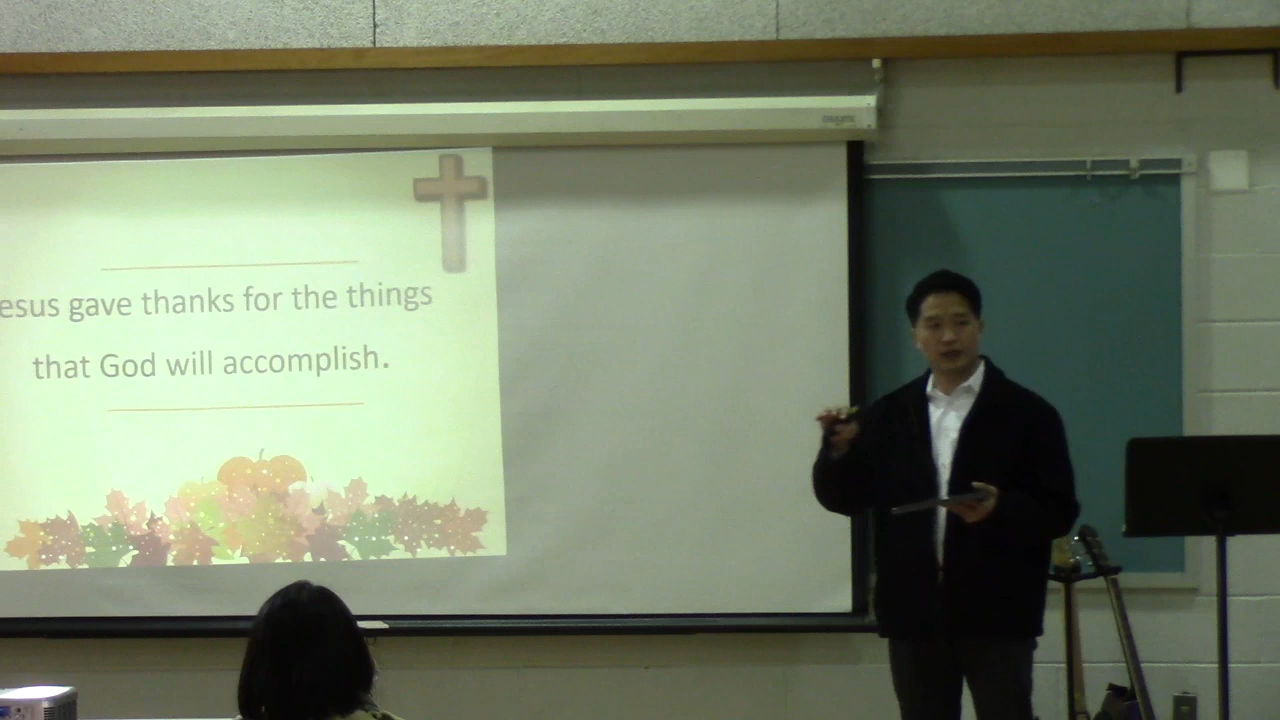 esus gave thanks for the things
that God will accomplish.